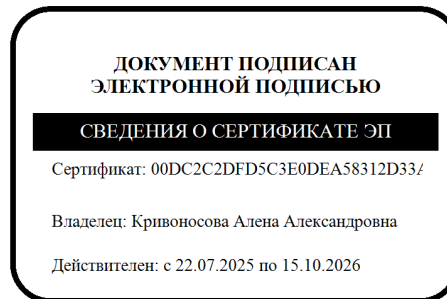 ДОКУМЕНТ ПОДПИСАН
ЭЛЕКТРОННОЙ ПОДПИСЬЮ
СВЕДЕНИЯ О СЕРТИФИКАТЕ ЭП
Сертификат: 00DC2C2DFD5C3E0DEA58312D33
Владелец: Кривоносова Алена Александровна
Действителен: с 22.07.2025 по 15.10.2026